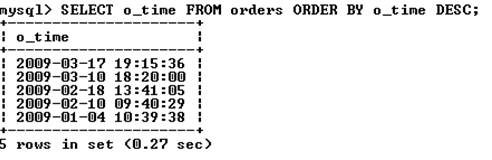 mysql> SELECT o_time FROM orders ORDER BY o_time DESC;
+---------------------+
| o_time              |
+---------------------+
| 2009-03-17 19:15:36 |
| 2009-03-10 18:20:00 |
| 2009-02-18 13:41:05 |
| 2009-02-10 09:40:29 |
| 2009-01-04 10:39:38 |
+---------------------+
5 rows in set (0.27 sec)